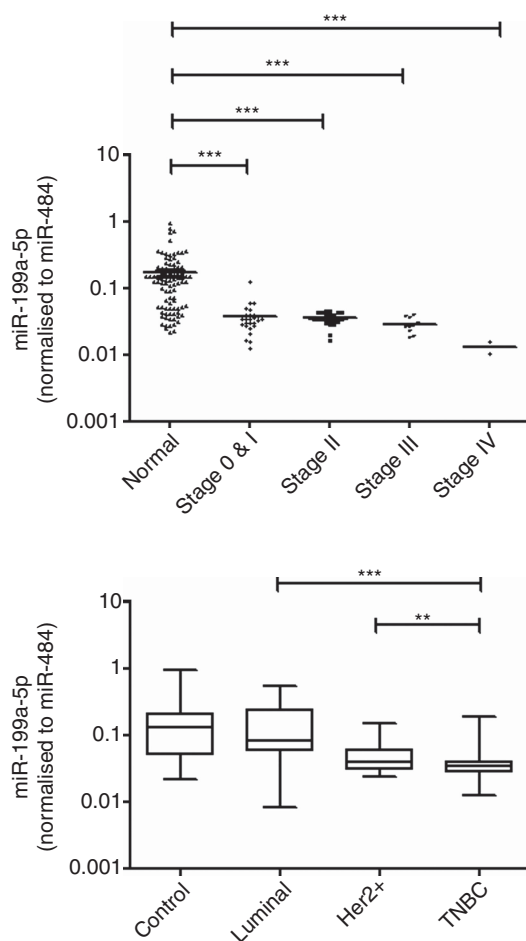 ***
***
***
***
10
1
0.1
0.01
0.001
miR-199a-5p
(normalised to miR-484)
Normal
Stage 0 & I
Stage II
Stage III
Stage IV
***
**
10
1
0.1
0.01
0.001
miR-199a-5p
(normalised to miR-484)
Control
Luminal
Her2+
TNBC